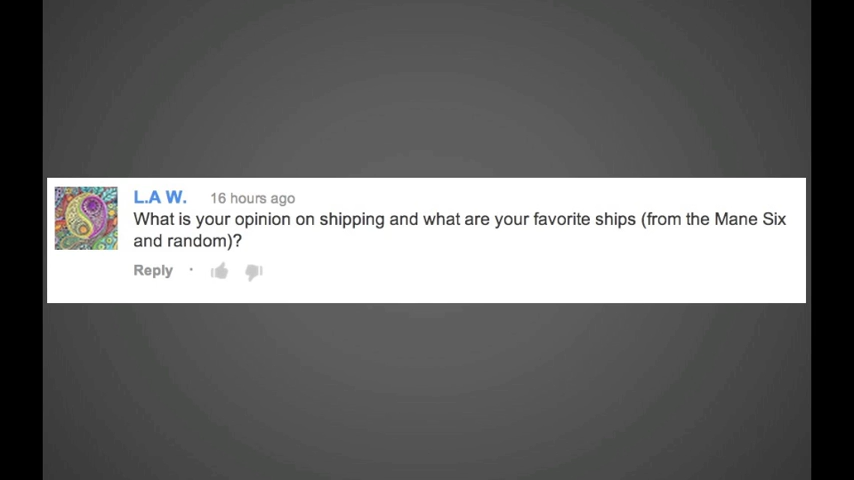 L.A W. 16 hours ago
What is your opinion on shipping and what are your favorite ships (from the Mane Six
and random)?
Reply ·